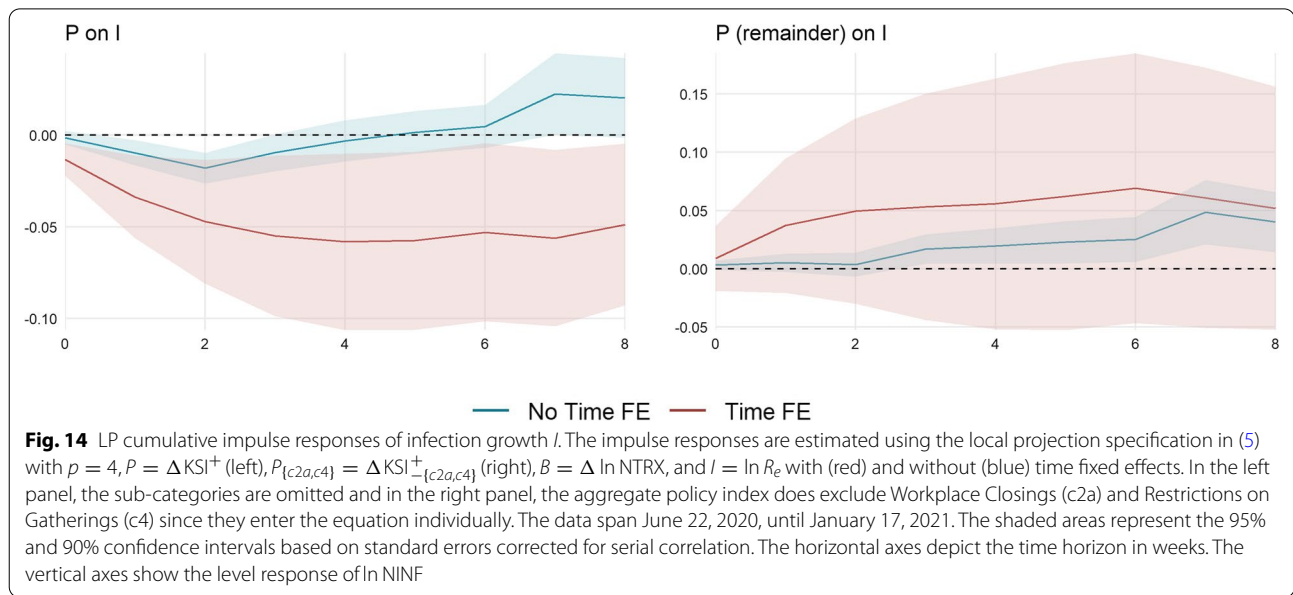 P on I
P (remainder) on I
0.00
-0.05
-0.10
0
2
4
6
8
0.15
0.10
0.05
0.00
-0.05
0
2
4
6
8
No Time FE Time FE
Fig. 14 LP cumulative impulse responses of infection growth I. The impulse responses are estimated using the local projection specification in (5)
with p = 4, P = ΔKSI⁺ (left), P_{c2a,c4} = ΔKSI⁺_{−{c2a,c4}} (right), B = Δ ln NTRX, and I = ln Rₑ with (red) and without (blue) time fixed effects. In the left
panel, the sub-categories are omitted and in the right panel, the aggregate policy index does exclude Workplace Closings (c2a) and Restrictions on
Gatherings (c4) since they enter the equation individually. The data span June 22, 2020, until January 17, 2021. The shaded areas represent the 95%
and 90% confidence intervals based on standard errors corrected for serial correlation. The horizontal axes depict the time horizon in weeks. The
vertical axes show the level response of ln NINF